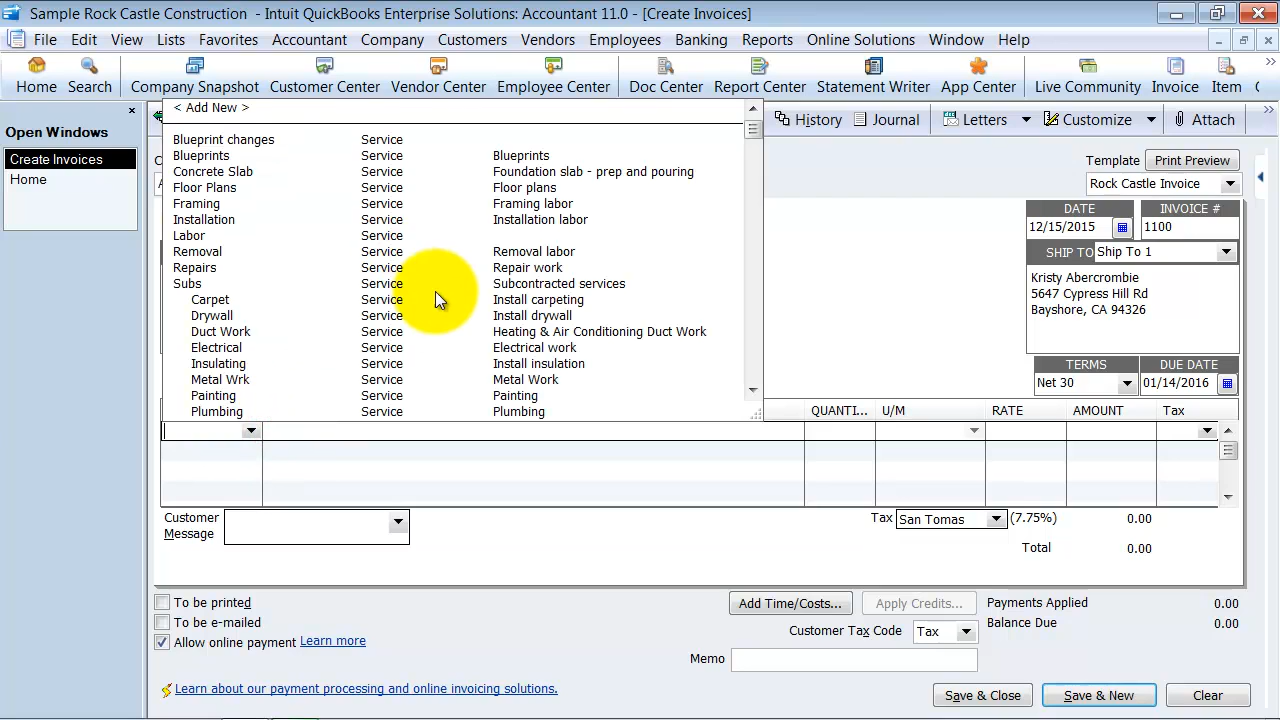 Sample Rock Castle Construction - Intuit QuickBooks Enterprise Solutions: Accountant 11.0 - [Create Invoices]
File Edit View Lists Favorites Accountant Company Customers Vendors Employees Banking Reports Online Solutions Window Help
Home Search Company Snapshot Customer Center Vendor Center Employee Center Doc Center Report Center Statement Writer App Center Live Community Invoice Item
Open Windows
Create Invoices
Home
< Add New >
History Journal Letters Customize Attach
Template Print Preview
Rock Castle Invoice
DATE INVOICE #
12/15/2015 1100
SHIP TO Ship To 1
Kristy Abercrombie
5647 Cypress Hill Rd
Bayshore, CA 94326
TERMS DUE DATE
Net 30 01/14/2016
Blueprint changes Service
Blueprints Service Blueprints
Concrete Slab Service Foundation slab - prep and pouring
Floor Plans Service Floor plans
Framing Service Framing labor
Installation Service Installation labor
Labor Service
Removal Service Removal labor
Repairs Service Repair work
Subs Service Subcontracted services
Carpet Service Install carpeting
Drywall Service Install drywall
Duct Work Service Heating & Air Conditioning Duct Work
Electrical Service Electrical work
Insulating Service Install insulation
Metal Wrk Service Metal Work
Painting Service Painting
Plumbing Service Plumbing
QUANTI... U/M RATE AMOUNT Tax
Customer
Message
Tax San Tomas (7.75%) 0.00
Total 0.00
To be printed
To be e-mailed
Allow online payment Learn more
Add Time/Costs... Apply Credits... Payments Applied 0.00
Balance Due 0.00
Customer Tax Code Tax
Memo
Learn about our payment processing and online invoicing solutions.
Save & Close Save & New Clear